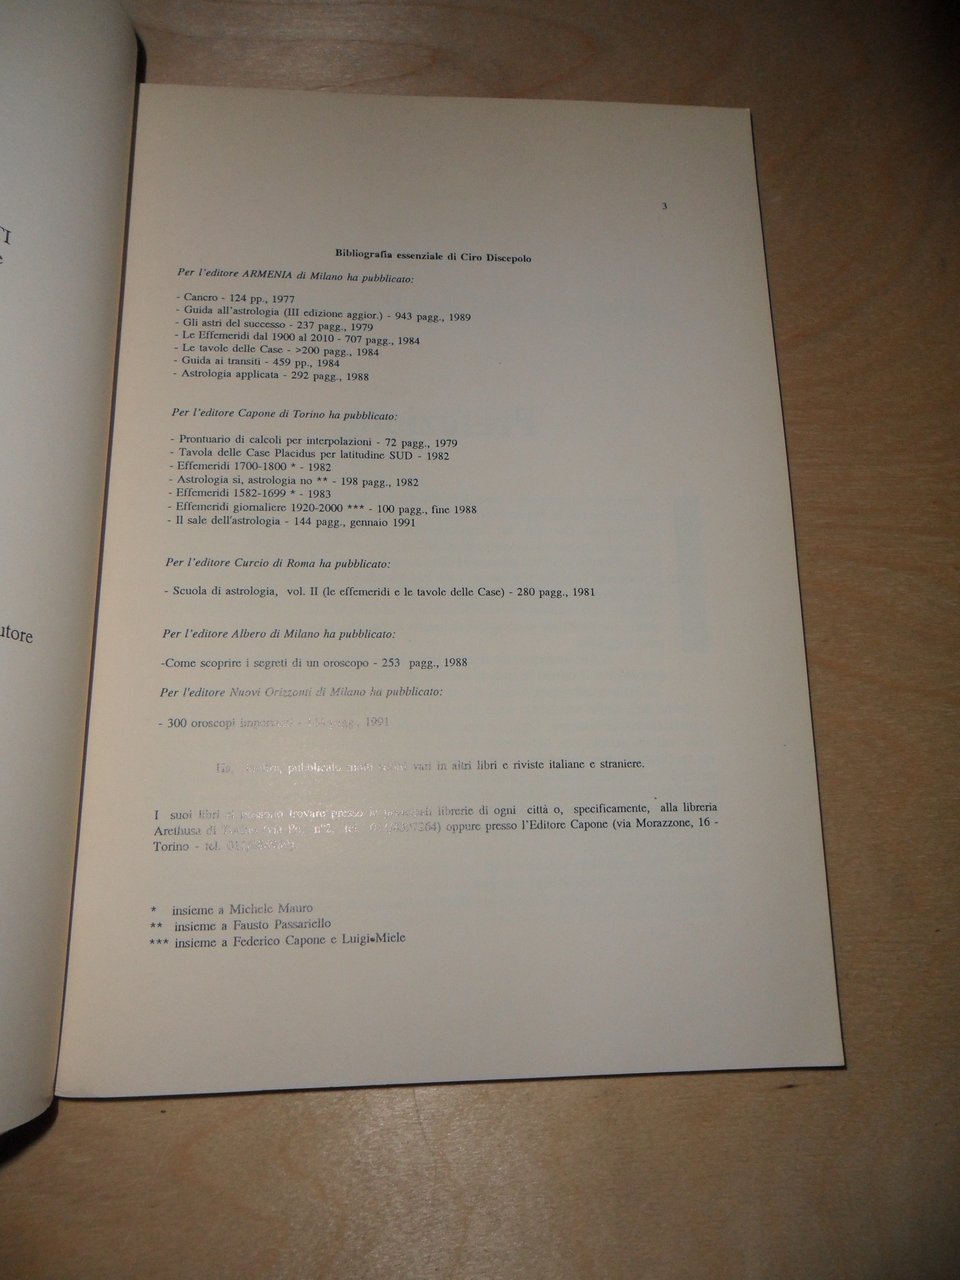 TI
e
utore
3
Bibliografia essenziale di Ciro Discepolo
Per l'editore ARMENIA di Milano ha pubblicato:
- Cancro - 124 pp., 1977
- Guida all'astrologia (III edizione aggior.) - 943 pagg., 1989
- Gli astri del successo - 237 pagg., 1979
- Le Effemeridi dal 1900 al 2010 - 707 pagg., 1984
- Le tavole delle Case - >200 pagg., 1984
- Guida ai transiti - 459 pp., 1984
- Astrologia applicata - 292 pagg., 1988
Per l'editore Capone di Torino ha pubblicato:
- Prontuario di calcoli per interpolazioni - 72 pagg., 1979
- Tavola delle Case Placidus per latitudine SUD - 1982
- Effemeridi 1700-1800 * - 1982
- Astrologia si, astrologia no ** - 198 pagg., 1982
- Effemeridi 1582-1699 * - 1983
- Effemeridi giornaliere 1920-2000 *** - 100 pagg., fine 1988
- Il sale dell'astrologia - 144 pagg., gennaio 1991
Per l'editore Curcio di Roma ha pubblicato:
- Scuola di astrologia, vol. II (le effemeridi e le tavole delle Case) - 280 pagg., 1981
Per l'editore Albero di Milano ha pubblicato:
-Come scoprire i segreti di un oroscopo - 253 pagg., 1988
Per l'editore Nuovi Orizzonti di Milano ha pubblicato:
- 300 oroscopi pagg., 1991
pubblicato vari in altri libri e riviste italiane e straniere.
I suoi libri si possono trovare presso le librerie di ogni città o, specificamente, alla libreria
Arethusa di oppure presso l'Editore Capone (via Morazzone, 16 -
Torino - tel.
* insieme a Michele Mauro
** insieme a Fausto Passariello
*** insieme a Federico Capone e Luigi Miele